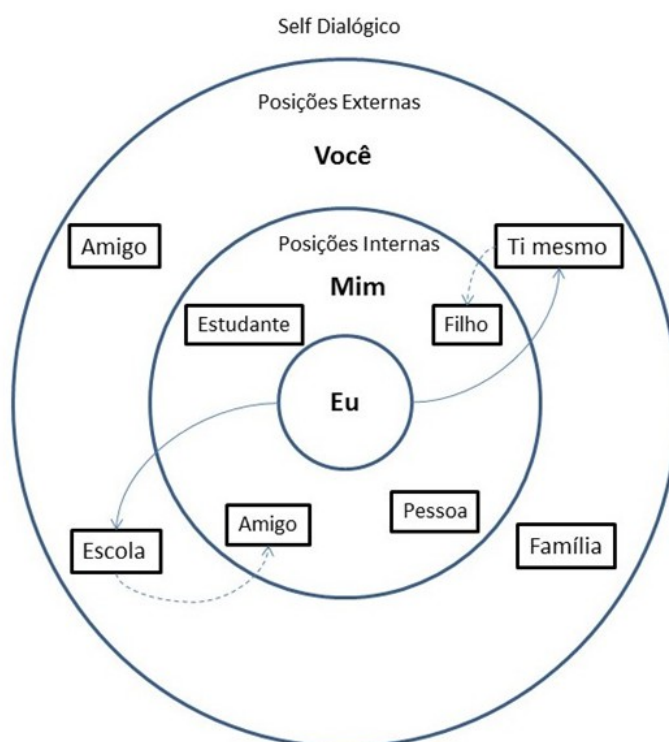 Self Dialógico
Posições Externas
Você
Amigo
Posições Internas
Ti mesmo
Mim
Estudante
Filho
Eu
Amigo
Pessoa
Escola
Família